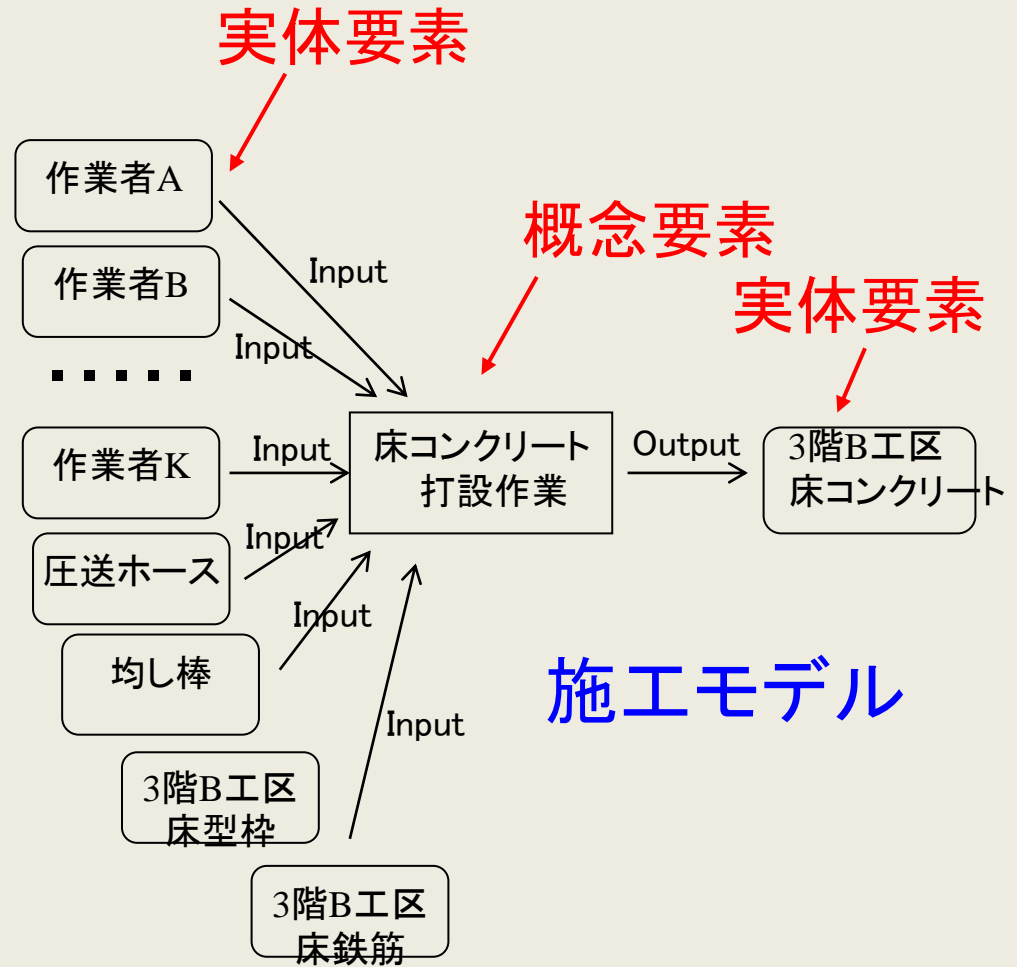 実体要素
作業者A
Input
概念要素
作業者B
実体要素
Input
・・・・・
作業者K
Input
床コンクリート
打設作業
Output
3階B工区
床コンクリート
圧送ホース
Input
均し棒
Input
施工モデル
Input
3階B工区
床型枠
3階B工区
床鉄筋